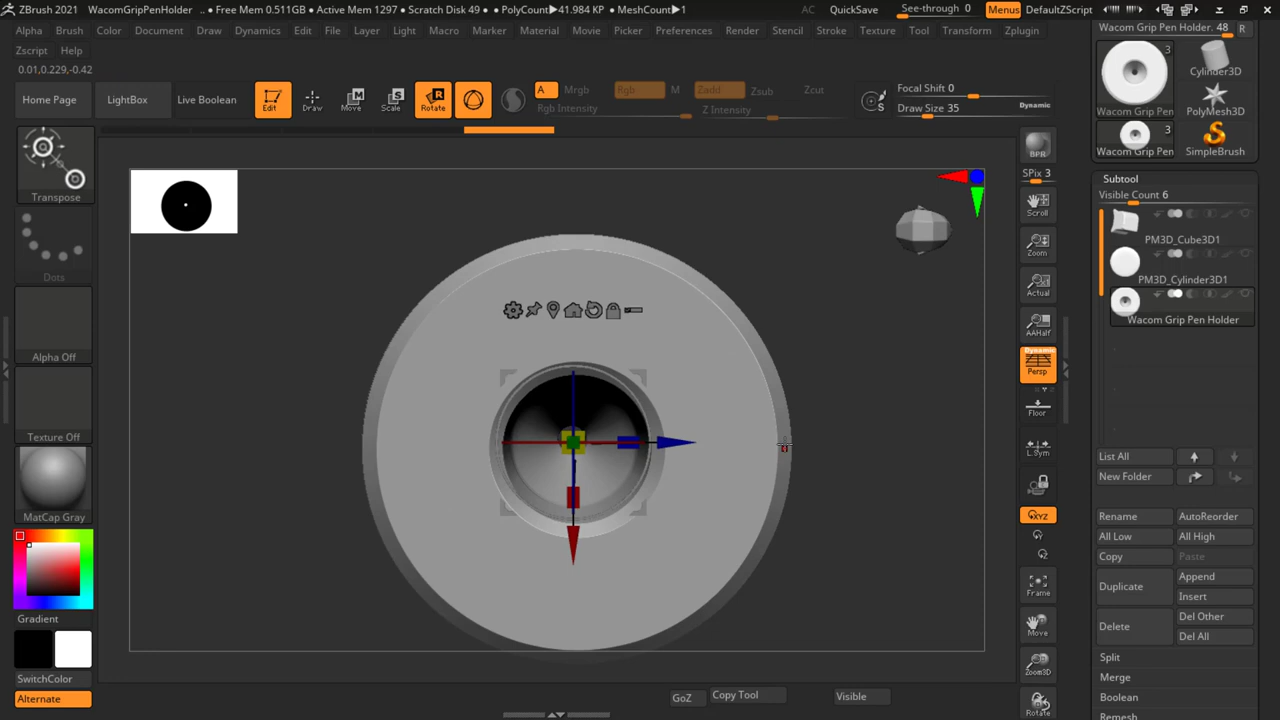 ZBrush 2021 WacomGripPenHolder .. • Free Mem 0.511GB • Active Mem 1297 • Scratch Disk 49 • PolyCount▶41.984 KP • MeshCount▶1 AC QuickSave See-through 0 Menus DefaultZScript
Alpha Brush Color Document Draw Dynamics Edit File Layer Light Macro Marker Material Movie Picker Preferences Render Stencil Stroke Texture Tool Transform Zplugin
Zscript Help
0.01,0.229,-0.42
Home Page LightBox Live Boolean Edit Draw Move Scale Rotate A Mrgb Rgb M Zadd Zsub Zcut Focal Shift 0
Rgb Intensity Z Intensity Draw Size 35 Dynamic
Transpose
Dots
Alpha Off
Texture Off
MatCap Gray
Gradient
SwitchColor
Alternate
BPR
SPix 3
Scroll
Zoom
Actual
AAHalf
Dynamic
Persp
Floor
L.Sym
XYZ
Frame
Move
Zoom3D
Rotate
Wacom Grip Pen Holder. 48 R
3
Cylinder3D
Wacom Grip Pen PolyMesh3D
3
Wacom Grip Pen SimpleBrush
Subtool
Visible Count 6
PM3D_Cube3D1
PM3D_Cylinder3D1
Wacom Grip Pen Holder
List All
New Folder
Rename AutoReorder
All Low All High
Copy Paste
Duplicate Append
Insert
Delete Del Other
Del All
Split
Merge
Boolean
Remesh
GoZ Copy Tool Visible